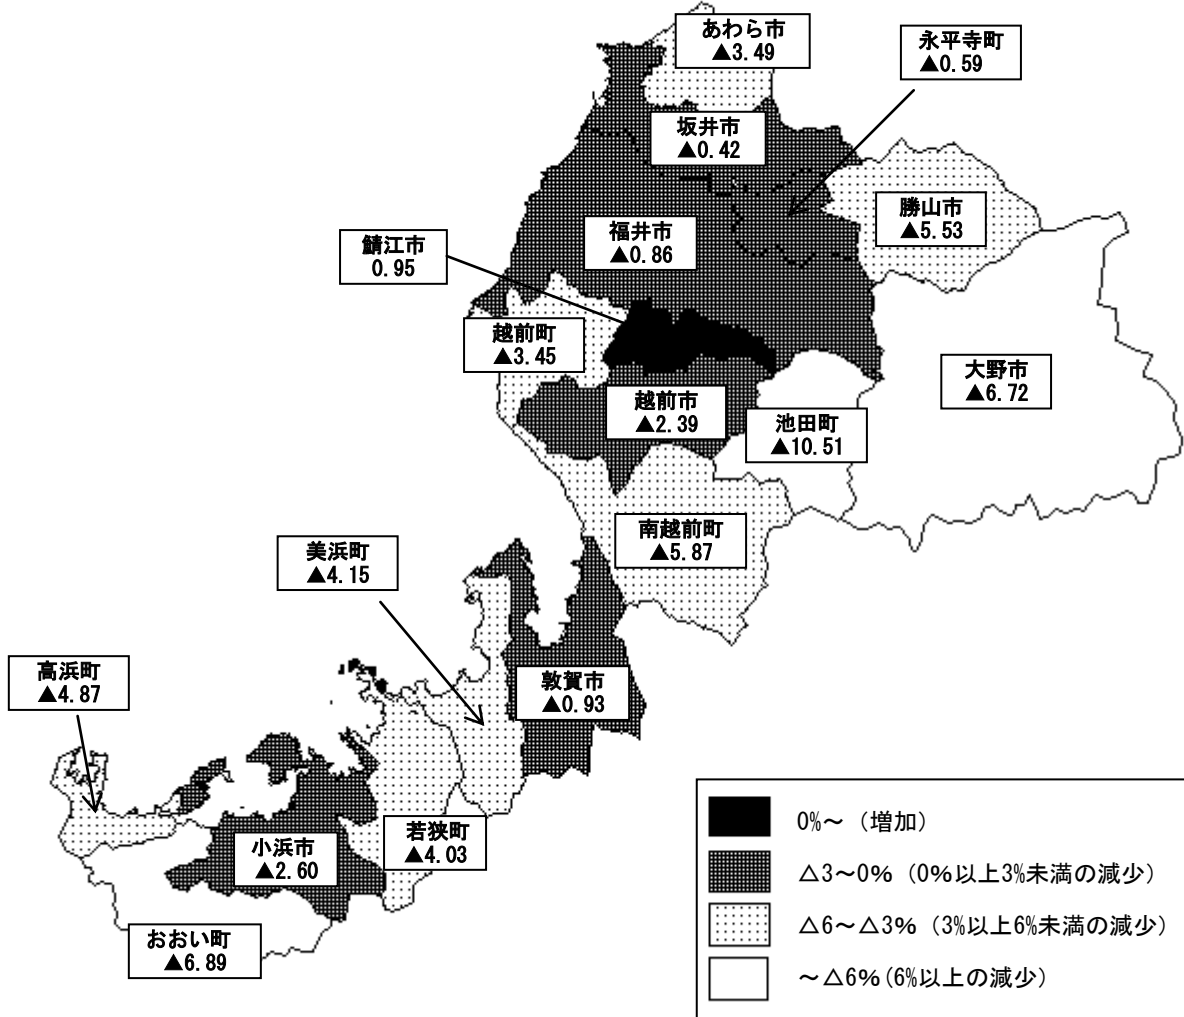 あわら市
▲3.49
永平寺町
▲0.59
坂井市
▲0.42
勝山市
▲5.53
福井市
▲0.86
鯖江市
0.95
越前町
▲3.45
大野市
▲6.72
越前市
▲2.39
池田町
▲10.51
南越前町
▲5.87
美浜町
▲4.15
高浜町
▲4.87
敦賀市
▲0.93
若狭町
▲4.03
小浜市
▲2.60
おおい町
▲6.89
0%～（増加）
△3～0%（0%以上3%未満の減少）
△6～△3%（3%以上6%未満の減少）
～△6%(6%以上の減少）